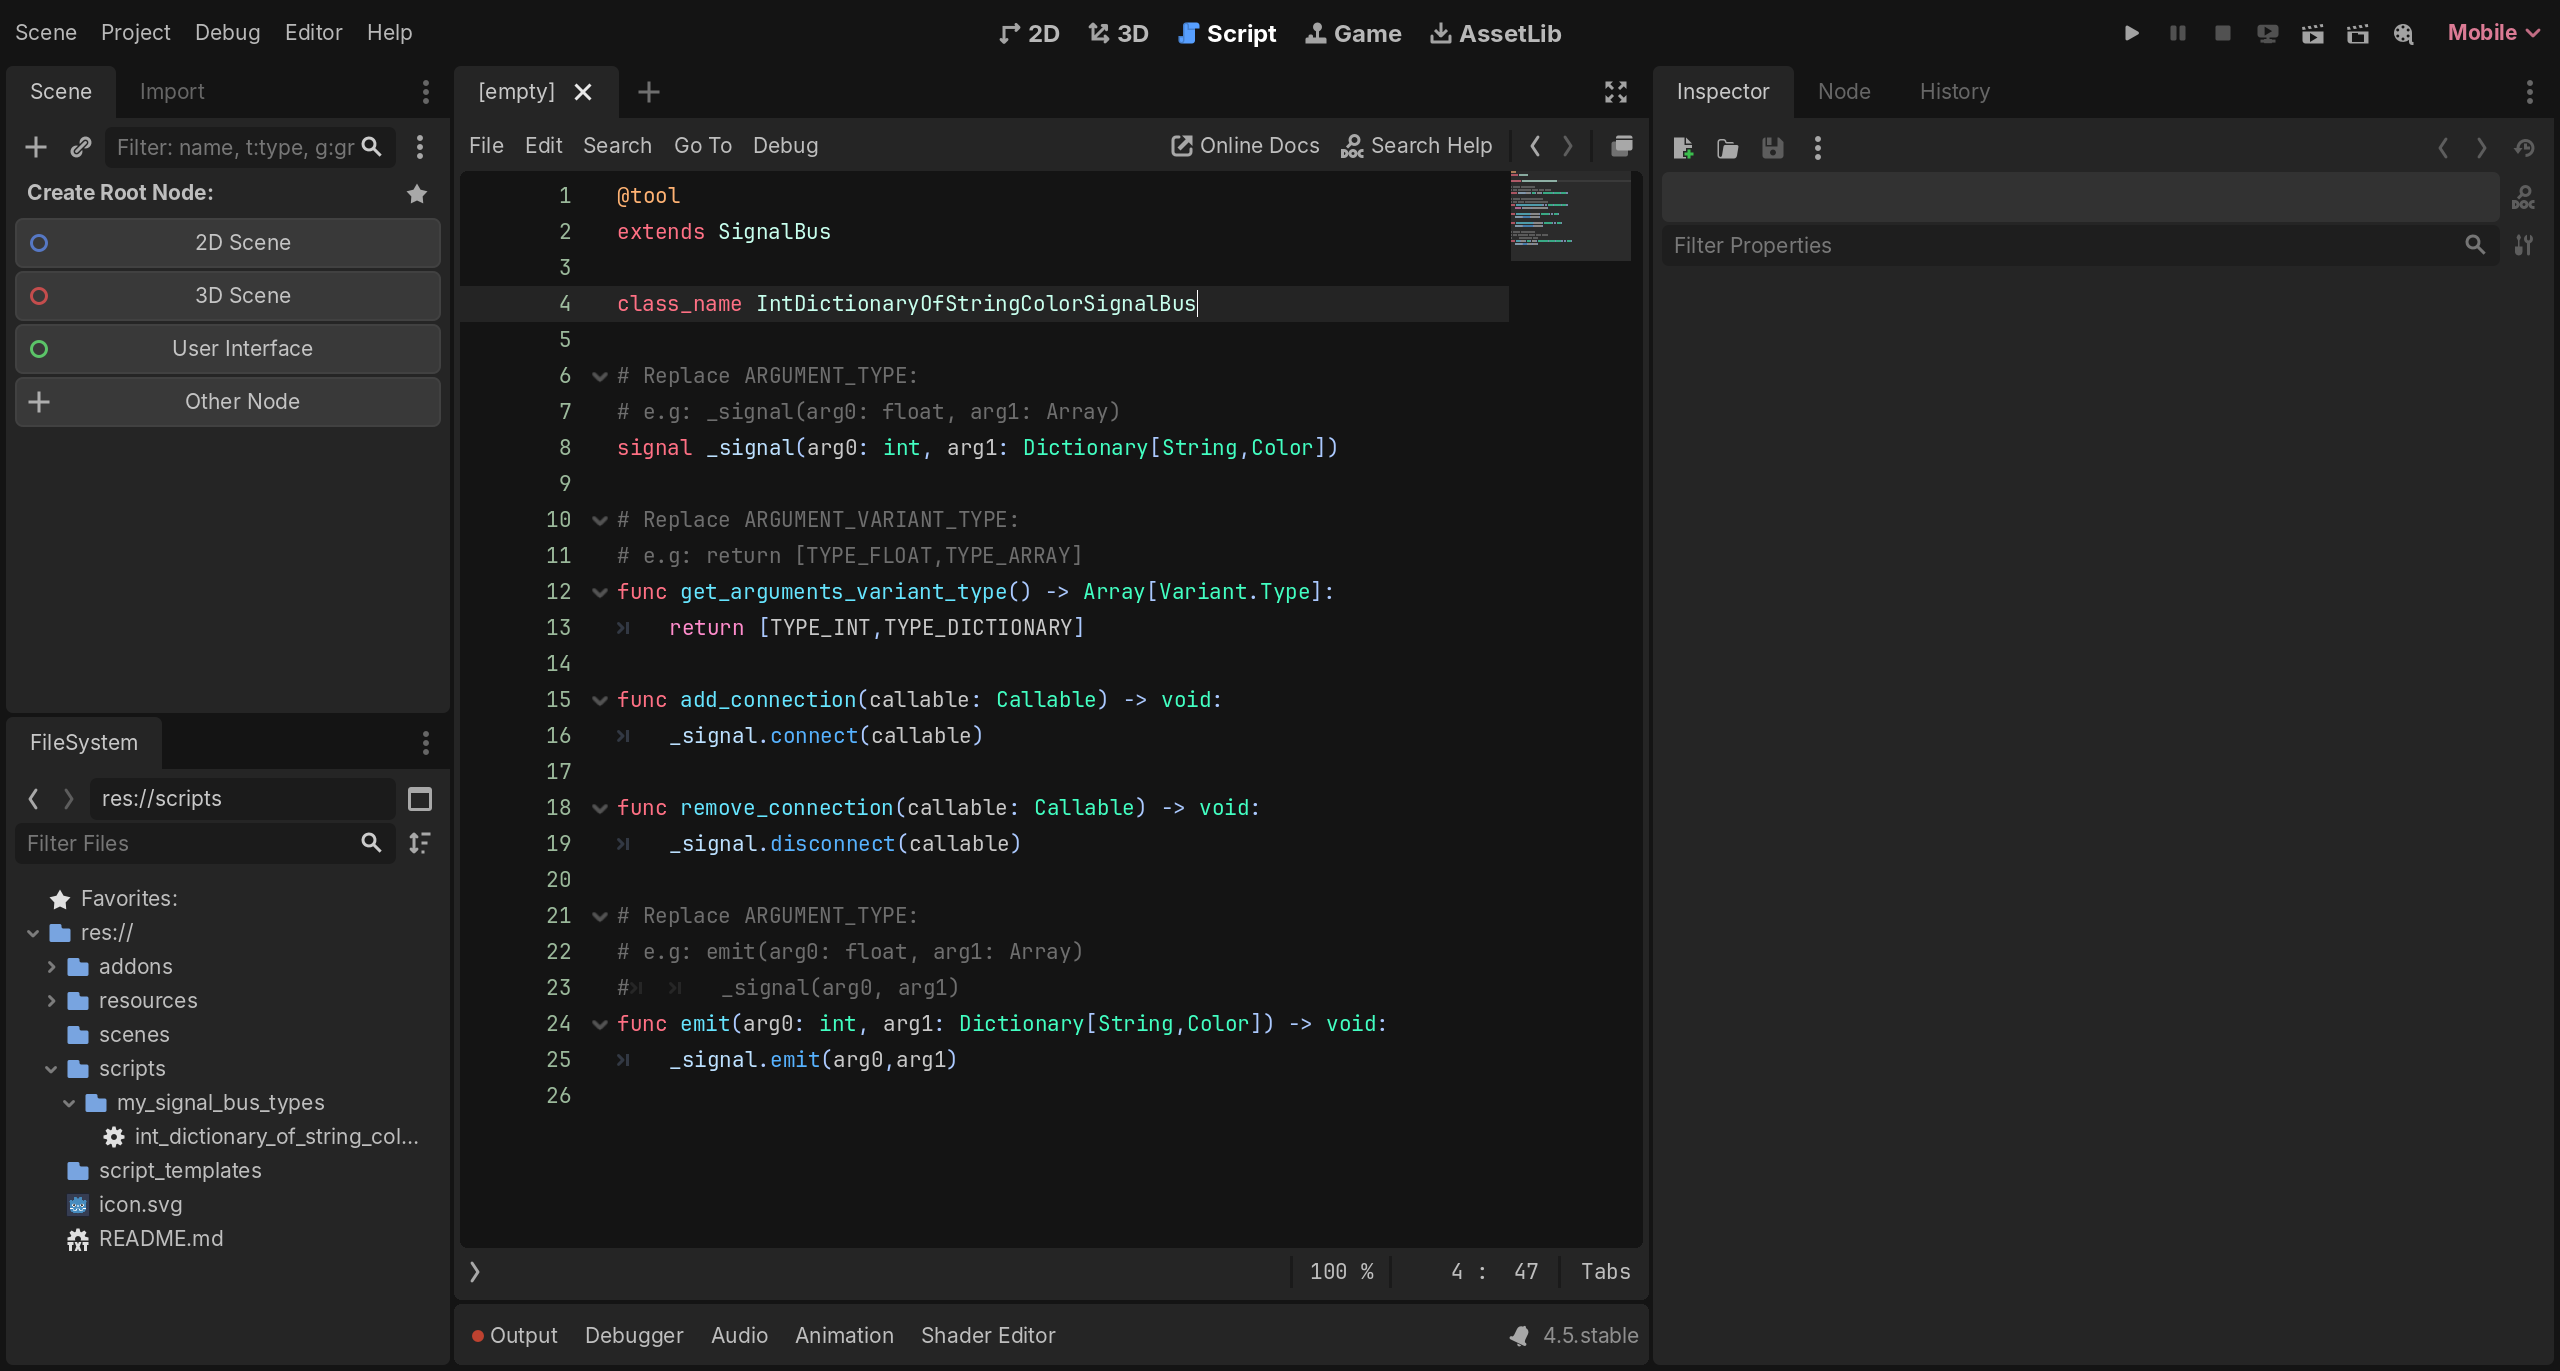 Scene Project Debug Editor Help
2D 3D Script Game AssetLib
Mobile
Scene Import
Filter: name, t:type, g:gr
Create Root Node:
2D Scene
3D Scene
User Interface
Other Node
FileSystem
res://scripts
Filter Files
Favorites:
res://
addons
resources
scenes
scripts
my_signal_bus_types
int_dictionary_of_string_col...
script_templates
icon.svg
README.md
[empty]
File Edit Search Go To Debug
Online Docs Search Help
1 @tool
2 extends SignalBus
3
4 class_name IntDictionaryOfStringColorSignalBus
5
6 # Replace ARGUMENT_TYPE:
7 # e.g: _signal(arg0: float, arg1: Array)
8 signal _signal(arg0: int, arg1: Dictionary[String,Color])
9
10 # Replace ARGUMENT_VARIANT_TYPE:
11 # e.g: return [TYPE_FLOAT,TYPE_ARRAY]
12 func get_arguments_variant_type() -> Array[Variant.Type]:
13 return [TYPE_INT,TYPE_DICTIONARY]
14
15 func add_connection(callable: Callable) -> void:
16 _signal.connect(callable)
17
18 func remove_connection(callable: Callable) -> void:
19 _signal.disconnect(callable)
20
21 # Replace ARGUMENT_TYPE:
22 # e.g: emit(arg0: float, arg1: Array)
23 # _signal(arg0, arg1)
24 func emit(arg0: int, arg1: Dictionary[String,Color]) -> void:
25 _signal.emit(arg0,arg1)
26
100 % 4 : 47 Tabs
Output Debugger Audio Animation Shader Editor
4.5.stable
Inspector Node History
DOC
Filter Properties